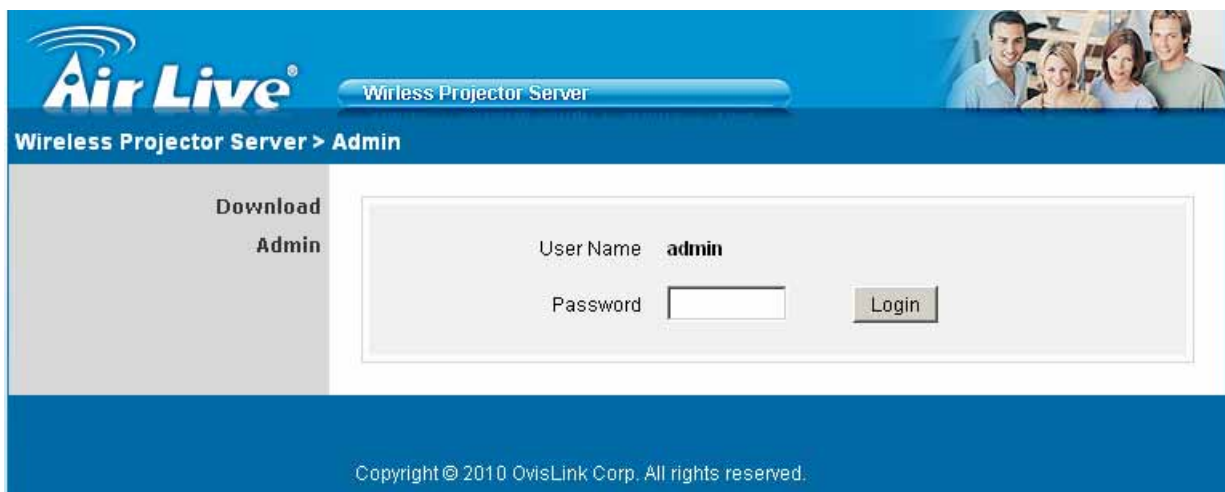 Air Live®
Wirless Projector Server
Wireless Projector Server > Admin
Download
Admin
User Name admin
Password Login
Copyright © 2010 OvisLink Corp. All rights reserved.